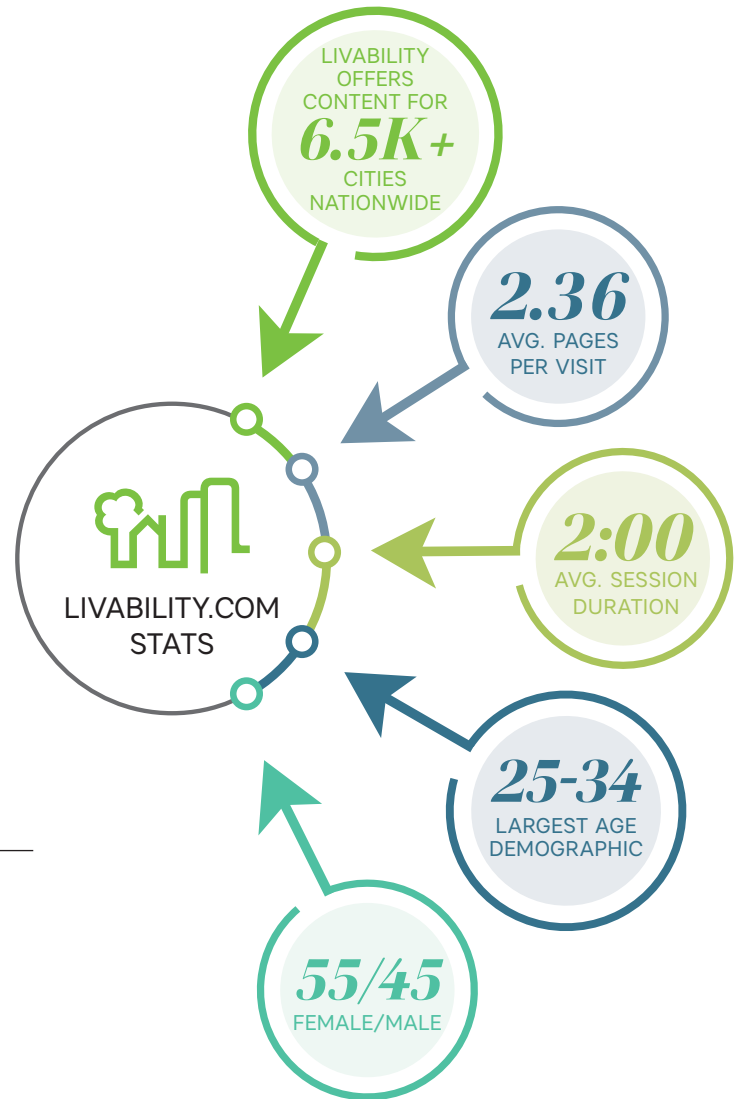 LIVABILITY
OFFERS
CONTENT FOR
6.5K+
CITIES
NATIONWIDE
2.36
AVG. PAGES
PER VISIT
2:00
AVG. SESSION
DURATION
LIVABILITY.COM
STATS
25-34
LARGEST AGE
DEMOGRAPHIC
55/45
FEMALE/MALE